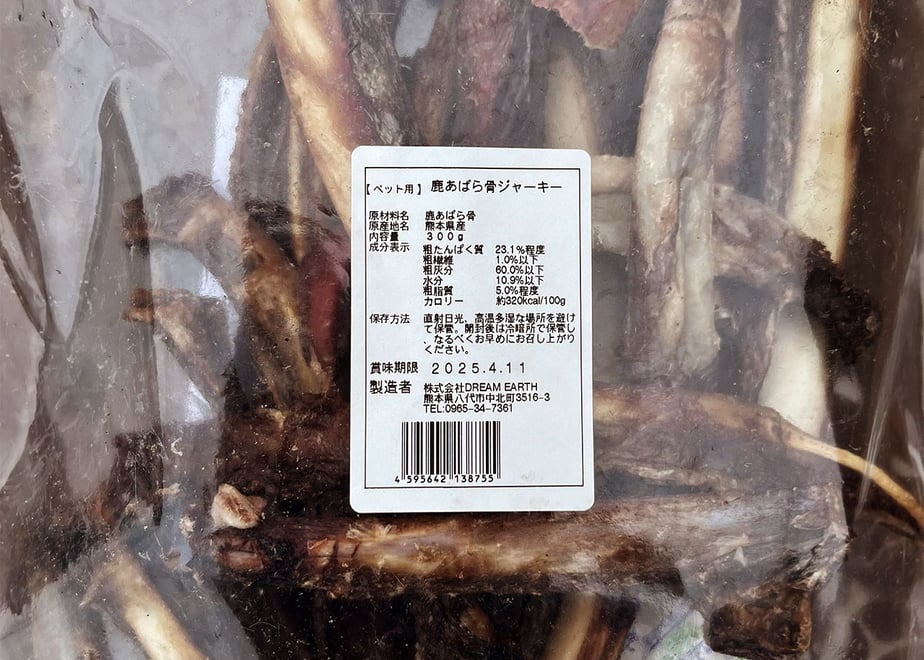 【ペット用】 鹿あばら骨ジャーキー
原材料名 鹿あばら骨
原産地名 熊本県産
内容量 300g
成分表示 粗たんぱく質 23.1%程度
粗繊維 1.0%以下
粗灰分 60.0%以下
水分 10.9%以下
粗脂質 5.0%程度
カロリー 約320kcal/100g
保存方法 直射日光、高温多湿な場所を避け
て保管。開封後は冷暗所で保管し
、なるべくお早めにお召し上がり
ください。
賞味期限 2025.4.11
製造者 株式会社DREAM EARTH
熊本県八代市中北町3516-3
TEL:0965-34-7361
4 595642 138755